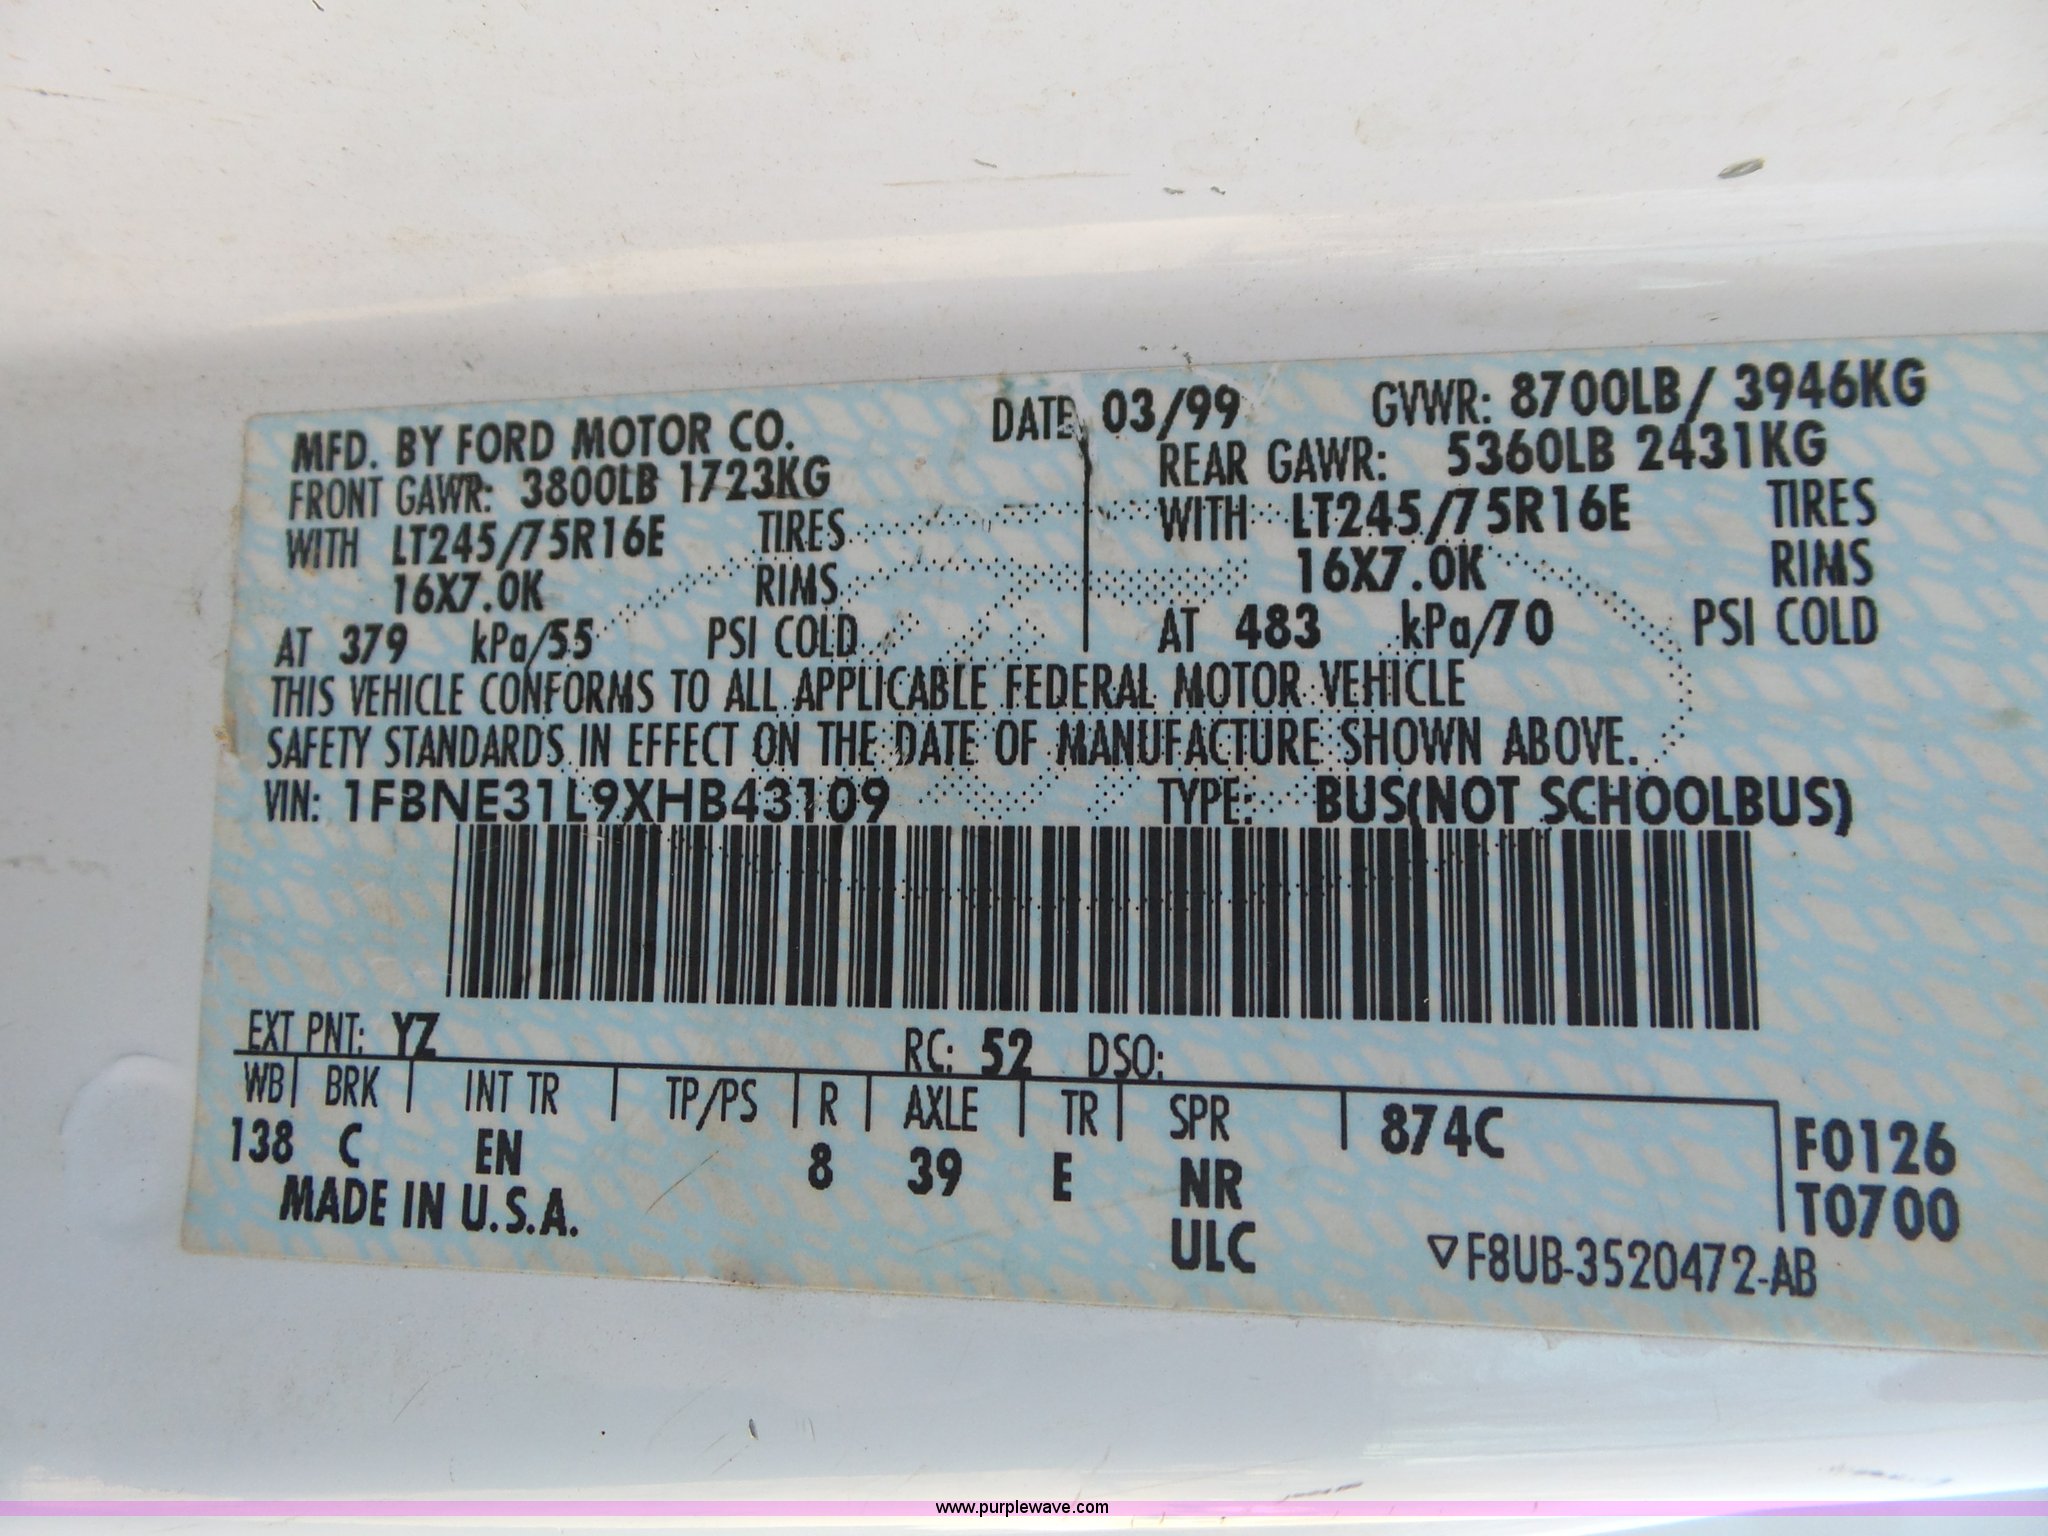 MFD. BY FORD MOTOR CO. DATE: 03/99 GVWR: 8700LB/ 3946KG
FRONT GAWR: 3800LB 1723KG REAR GAWR: 5360LB 2431KG
WITH LT245/75R16E TIRES WITH LT245/75R16E TIRES
16X7.0K RIMS 16X7.0K RIMS
AT 379 kPa/55 PSI COLD AT 483 kPa/70 PSI COLD
THIS VEHICLE CONFORMS TO ALL APPLICABLE FEDERAL MOTOR VEHICLE
SAFETY STANDARDS IN EFFECT ON THE DATE OF MANUFACTURE SHOWN ABOVE.
VIN: 1FBNE31L9XHB43109 TYPE: BUS(NOT SCHOOLBUS)
EXT PNT: YZ RC: 52 DSO:
WB BRK INT TR TP/PS R AXLE TR SPR 874C
138 C EN 8 39 E NR F0126
MADE IN U.S.A. ULC T0700
▽F8UB-3520472-AB
www.purplewave.com